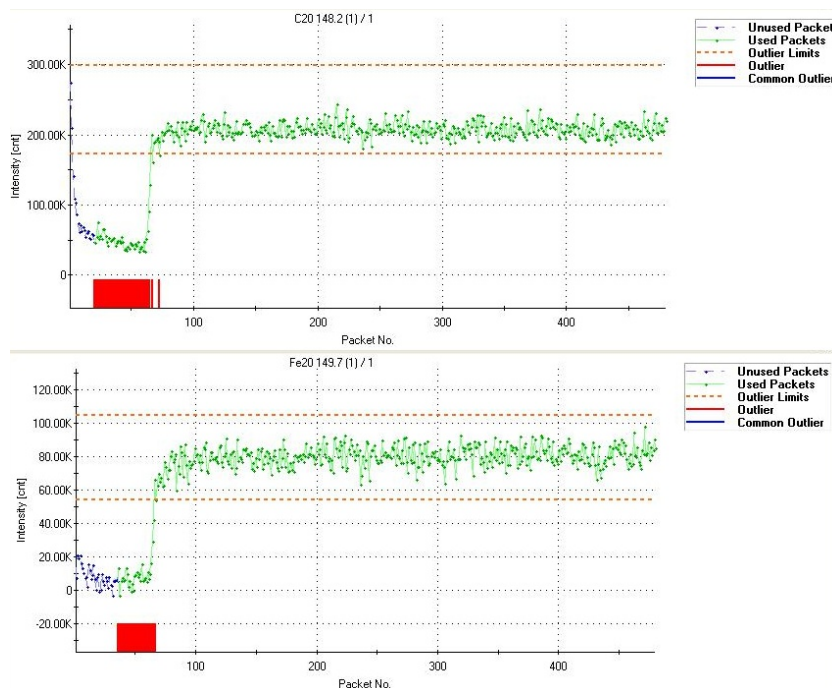 C20 148.2 (1) / 1
Unused Packets
Used Packets
Outlier Limits
Outlier
Common Outlier
300.00K
200.00K
100.00K
0
Intensity [cnt]
100
200
300
400
Packet No.
Fe20 149.7 (1) / 1
Unused Packets
Used Packets
Outlier Limits
Outlier
Common Outlier
120.00K
100.00K
80.00K
60.00K
40.00K
20.00K
0
-20.00K
Intensity [cnt]
100
200
300
400
Packet No.